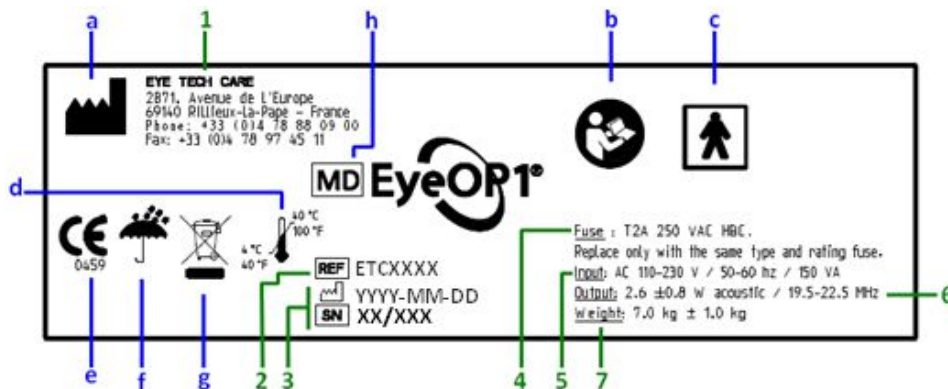 a
1
h
b
c
EYE TECH CARE
2871, Avenue de L'Europe
69140 Rillieux-La-Pape - France
Phone: +33 (0)4 78 88 09 00
Fax: +33 (0)4 78 97 45 11
MD EyeOP1®
d
40 °C
100 °F
4 °C
40 °F
CE
0459
REF ETCXXXX
YYYY-MM-DD
SN XX/XXX
Fuse : T2A 250 VAC HBC.
Replace only with the same type and rating fuse.
Input: AC 110-230 V / 50-60 hz / 150 VA
Output: 2.6 ±0.8 W acoustic / 19.5-22.5 MHz
Weight: 7.0 kg ± 1.0 kg
6
e
f
g
2
3
4
5
7